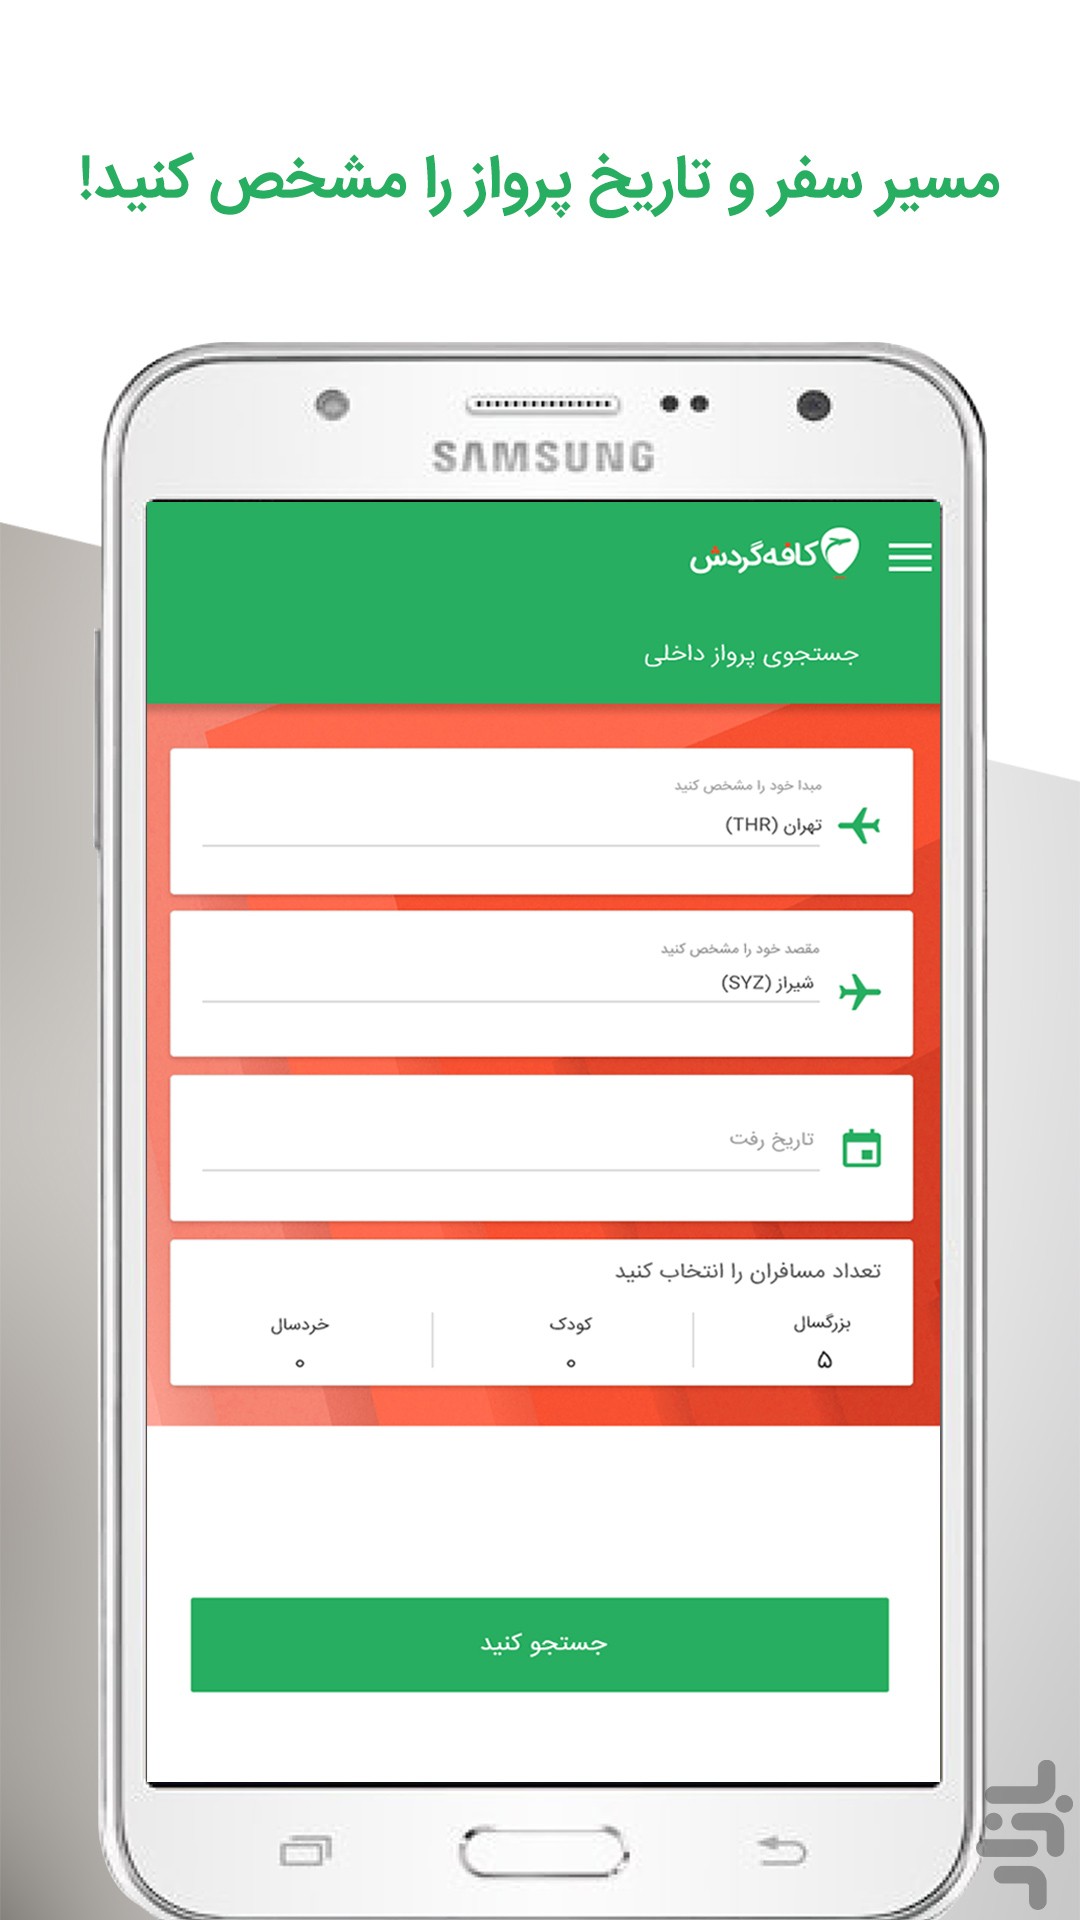 مسیر سفر و تاریخ پرواز را مشخص کنید!
SAMSUNG
کافه‌گردش
جستجوی پرواز داخلی
مبدا خود را مشخص کنید
تهران (THR)
مقصد خود را مشخص کنید
شیراز (SYZ)
تاریخ رفت
تعداد مسافران را انتخاب کنید
بزرگسال کودک خردسال
۵ ۰ ۰
جستجو کنید
بازار